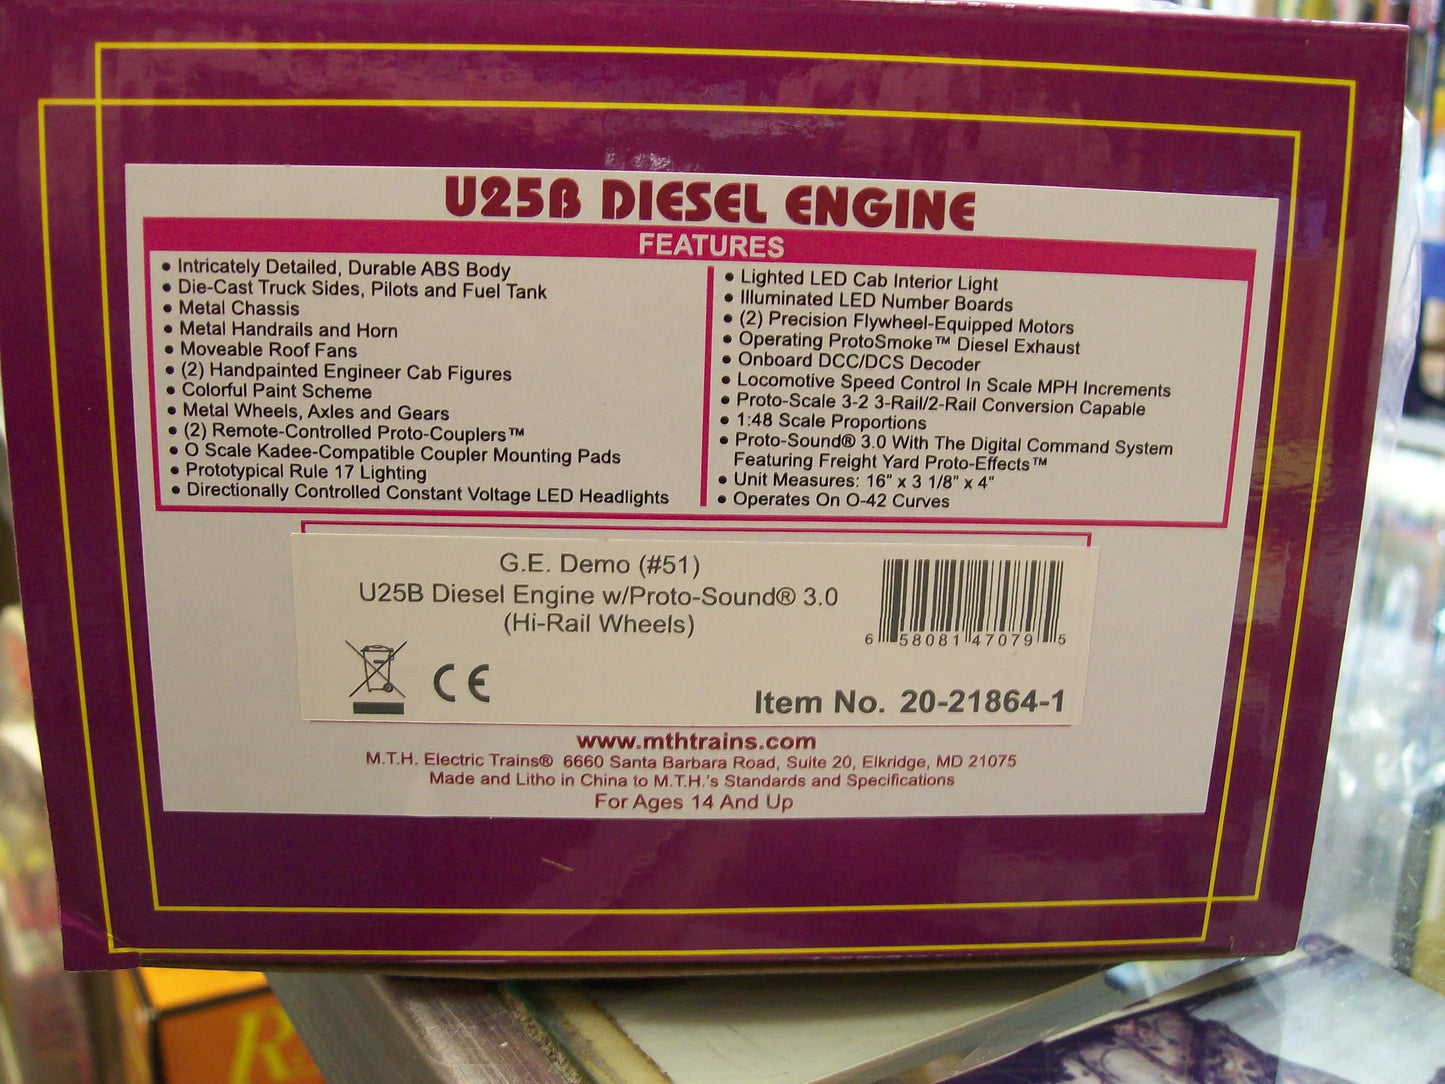 U25B DIESEL ENGINE
FEATURES
• Intricately Detailed, Durable ABS Body
• Die-Cast Truck Sides, Pilots and Fuel Tank
• Metal Chassis
• Metal Handrails and Horn
• Moveable Roof Fans
• (2) Handpainted Engineer Cab Figures
• Colorful Paint Scheme
• Metal Wheels, Axles and Gears
• (2) Remote-Controlled Proto-Couplers™
• O Scale Kadee-Compatible Coupler Mounting Pads
• Prototypical Rule 17 Lighting
• Directionally Controlled Constant Voltage LED Headlights
• Lighted LED Cab Interior Light
• Illuminated LED Number Boards
• (2) Precision Flywheel-Equipped Motors
• Operating ProtoSmoke™ Diesel Exhaust
• Onboard DCC/DCS Decoder
• Locomotive Speed Control In Scale MPH Increments
• Proto-Scale 3-2 3-Rail/2-Rail Conversion Capable
• 1:48 Scale Proportions
• Proto-Sound® 3.0 With The Digital Command System
Featuring Freight Yard Proto-Effects™
• Unit Measures: 16" x 3 1/8" x 4"
• Operates On O-42 Curves
G.E. Demo (#51)
U25B Diesel Engine w/Proto-Sound® 3.0
(Hi-Rail Wheels)
6 58081 47079 5
CE
Item No. 20-21864-1
www.mthtrains.com
M.T.H. Electric Trains® 6660 Santa Barbara Road, Suite 20, Elkridge, MD 21075
Made and Litho in China to M.T.H.'s Standards and Specifications
For Ages 14 And Up